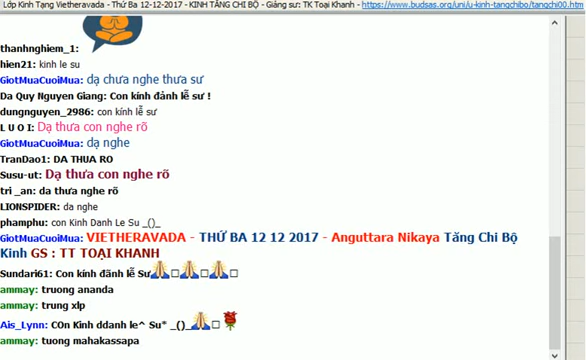 Lớp Kinh Tạng Vietheravada - Thứ Ba 12-12-2017 - KINH TĂNG CHI BỘ - Giảng sư: TK Toại Khanh - https://www.budsas.org/uni/u-kinh-tangchibo/tangchi00.htm
thanhnghiem_1:
hien21: kinh le su
GiotMuaCuoiMua: dạ chưa nghe thưa sư
Da Quy Nguyen Giang: Con kính đảnh lễ sư !
dungnguyen_2986: con kính lễ sư
L U O I: Dạ thưa con nghe rõ
GiotMuaCuoiMua: dạ nghe
TranDao1: DA THUA RO
Susu-ut: Dạ thưa con nghe rõ
tri _an: da thưa nghe rõ
LIONSPIDER: da nghe
phamphu: con Kinh Danh Le Su _()_
GiotMuaCuoiMua: VIETHERAVADA - THỨ BA 12 12 2017 - Anguttara Nikaya Tăng Chi Bộ
Kinh GS : TT TOẠI KHANH
Sundari61: Con kính đãnh lễ Sư
ammay: truong ananda
ammay: trung xlp
Ais_Lynn: COn Kinh ddanh le^ Su* _()_
ammay: tuong mahakassapa